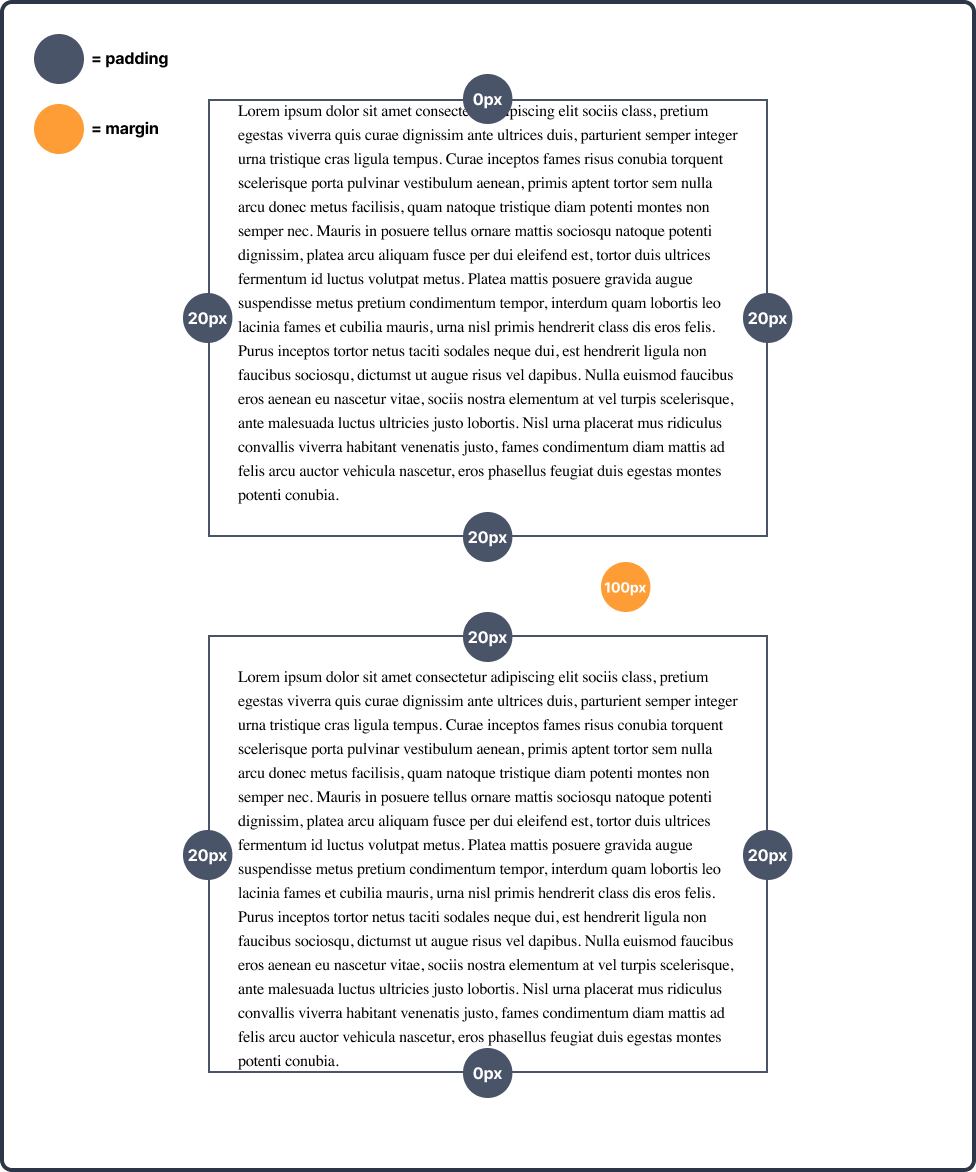 = padding
= margin
0px
Lorem ipsum dolor sit amet consecte piscing elit sociis class, pretium
egestas viverra quis curae dignissim ante ultrices duis, parturient semper integer
urna tristique cras ligula tempus. Curae inceptos fames risus conubia torquent
scelerisque porta pulvinar vestibulum aenean, primis aptent tortor sem nulla
arcu donec metus facilisis, quam natoque tristique diam potenti montes non
semper nec. Mauris in posuere tellus ornare mattis sociosqu natoque potenti
dignissim, platea arcu aliquam fusce per dui eleifend est, tortor duis ultrices
fermentum id luctus volutpat metus. Platea mattis posuere gravida augue
suspendisse metus pretium condimentum tempor, interdum quam lobortis leo
20px
20px
lacinia fames et cubilia mauris, urna nisl primis hendrerit class dis eros felis.
Purus inceptos tortor netus taciti sodales neque dui, est hendrerit ligula non
faucibus sociosqu, dictumst ut augue risus vel dapibus. Nulla euismod faucibus
eros aenean eu nascetur vitae, sociis nostra elementum at vel turpis scelerisque,
ante malesuada luctus ultricies justo lobortis. Nisl urna placerat mus ridiculus
convallis viverra habitant venenatis justo, fames condimentum diam mattis ad
felis arcu auctor vehicula nascetur, eros phasellus feugiat duis egestas montes
potenti conubia.
20px
100px
20px
Lorem ipsum dolor sit amet consectetur adipiscing elit sociis class, pretium
egestas viverra quis curae dignissim ante ultrices duis, parturient semper integer
urna tristique cras ligula tempus. Curae inceptos fames risus conubia torquent
scelerisque porta pulvinar vestibulum aenean, primis aptent tortor sem nulla
arcu donec metus facilisis, quam natoque tristique diam potenti montes non
semper nec. Mauris in posuere tellus ornare mattis sociosqu natoque potenti
dignissim, platea arcu aliquam fusce per dui eleifend est, tortor duis ultrices
fermentum id luctus volutpat metus. Platea mattis posuere gravida augue
20px
20px
suspendisse metus pretium condimentum tempor, interdum quam lobortis leo
lacinia fames et cubilia mauris, urna nisl primis hendrerit class dis eros felis.
Purus inceptos tortor netus taciti sodales neque dui, est hendrerit ligula non
faucibus sociosqu, dictumst ut augue risus vel dapibus. Nulla euismod faucibus
eros aenean eu nascetur vitae, sociis nostra elementum at vel turpis scelerisque,
ante malesuada luctus ultricies justo lobortis. Nisl urna placerat mus ridiculus
convallis viverra habitant venenatis justo, fames condimentum diam mattis ad
felis arcu auctor vehicula nascetur, eros phasellus feugiat duis egestas montes
potenti conubia.
0px